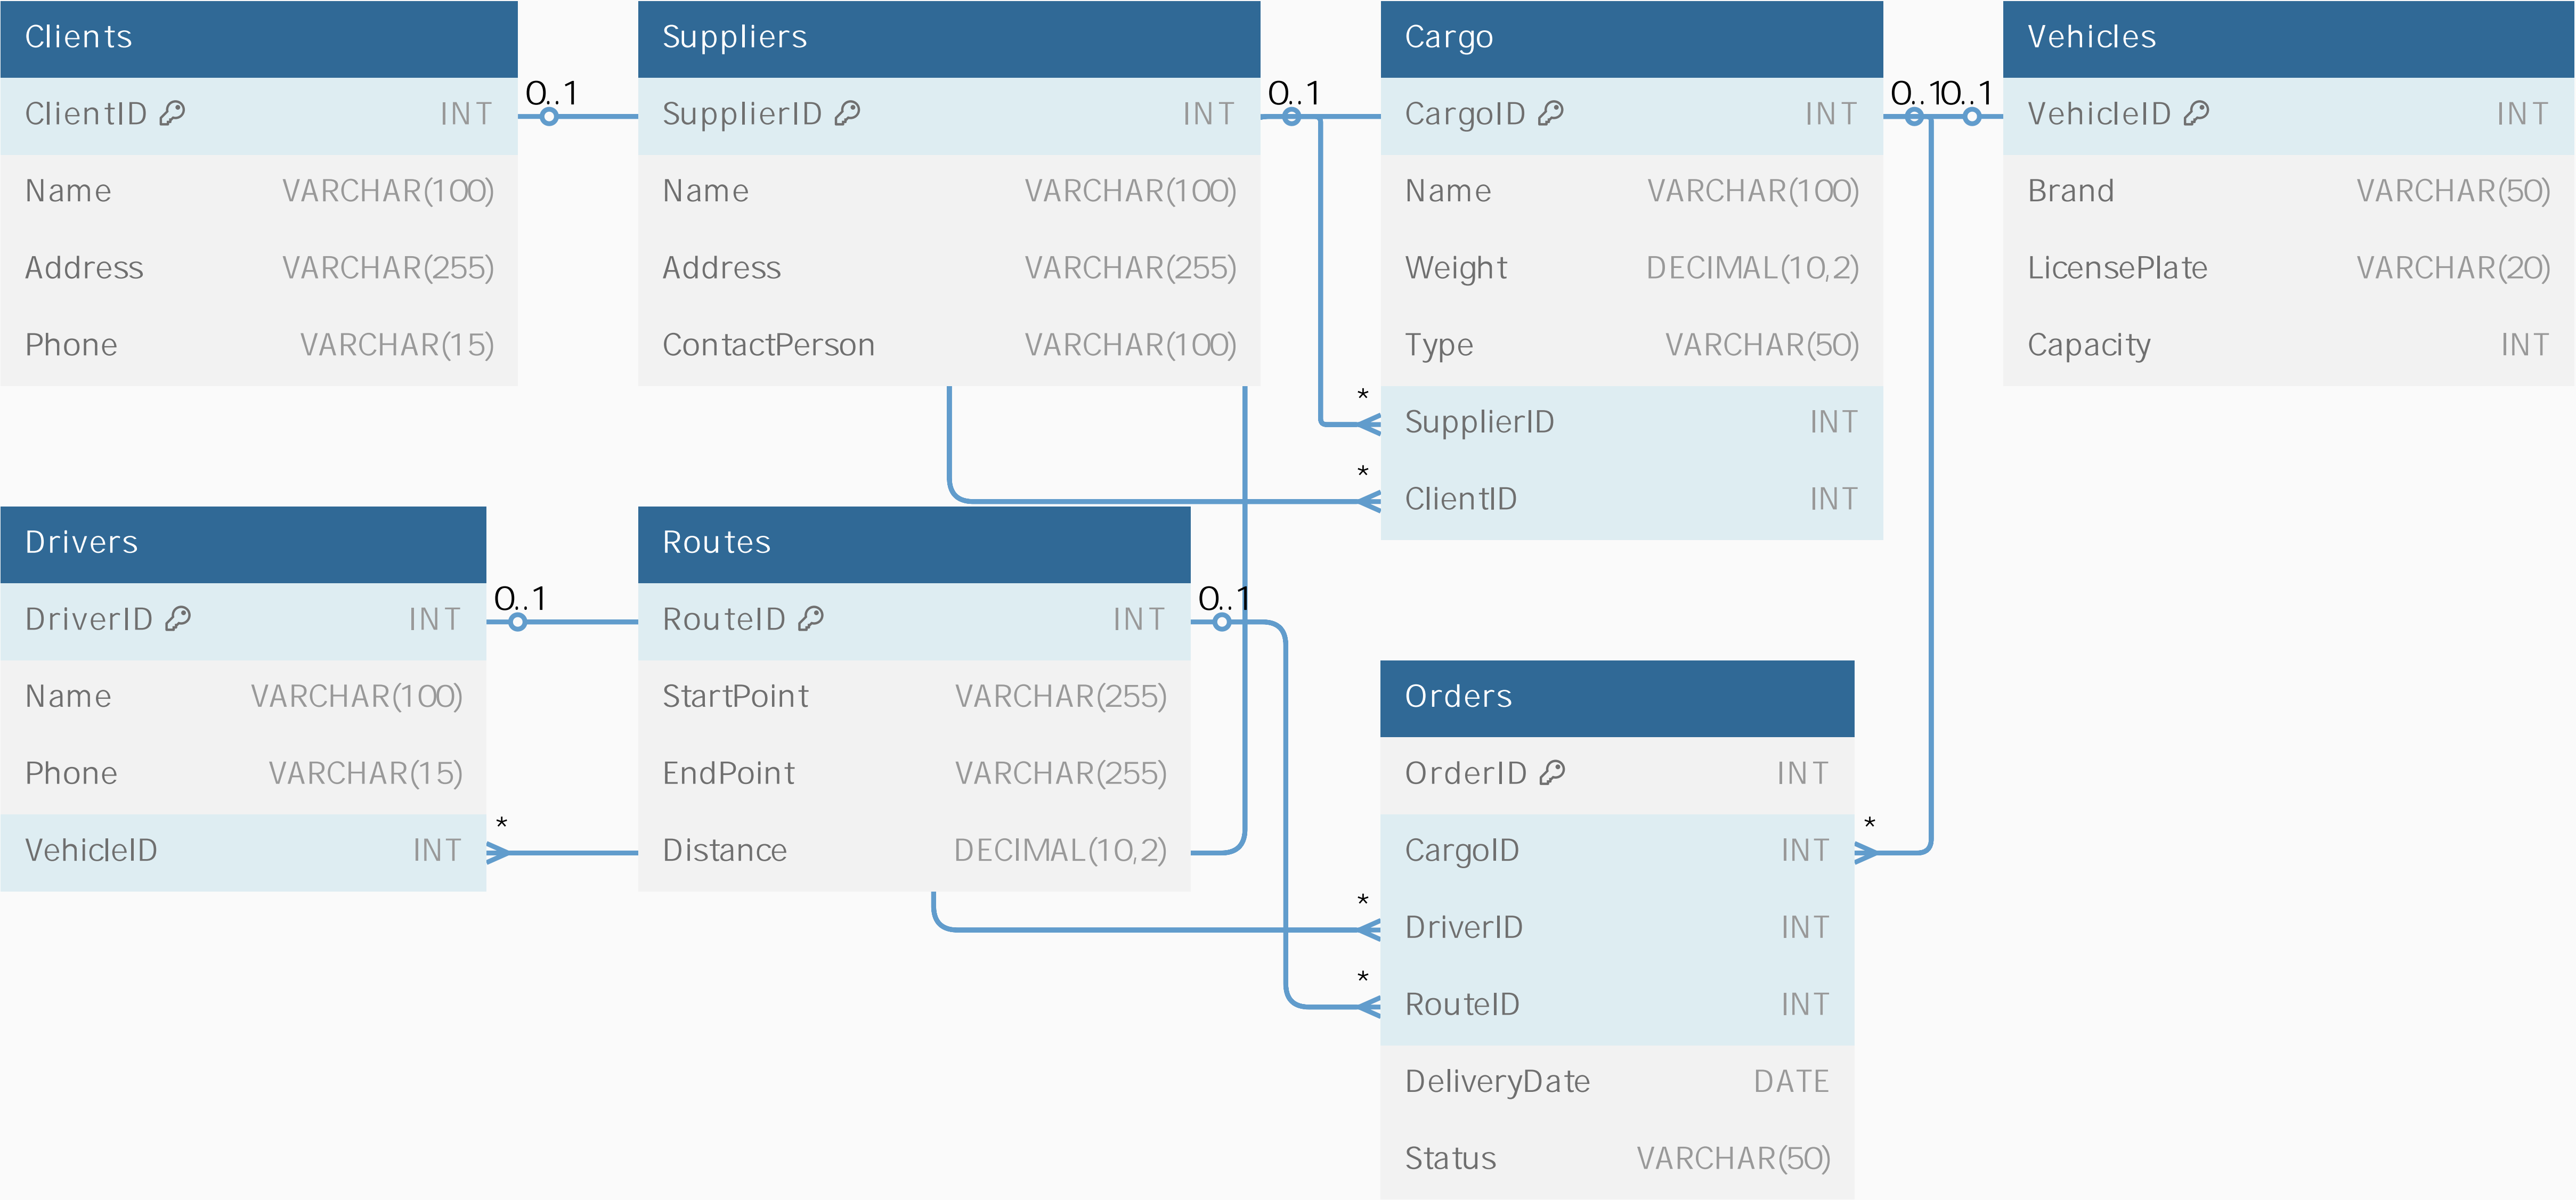 Clients
ClientID INT
Name VARCHAR(100)
Address VARCHAR(255)
Phone VARCHAR(15)
0..1
Suppliers
SupplierID INT
Name VARCHAR(100)
Address VARCHAR(255)
ContactPerson VARCHAR(100)
0..1
Cargo
CargoID INT
Name VARCHAR(100)
Weight DECIMAL(10,2)
Type VARCHAR(50)
* SupplierID INT
* ClientID INT
0..1
0..1
Vehicles
VehicleID INT
Brand VARCHAR(50)
LicensePlate VARCHAR(20)
Capacity INT
Drivers
DriverID INT
Name VARCHAR(100)
Phone VARCHAR(15)
VehicleID INT *
0..1
Routes
RouteID INT
StartPoint VARCHAR(255)
EndPoint VARCHAR(255)
Distance DECIMAL(10,2)
0..1
Orders
OrderID INT
CargoID INT *
* DriverID INT
* RouteID INT
DeliveryDate DATE
Status VARCHAR(50)